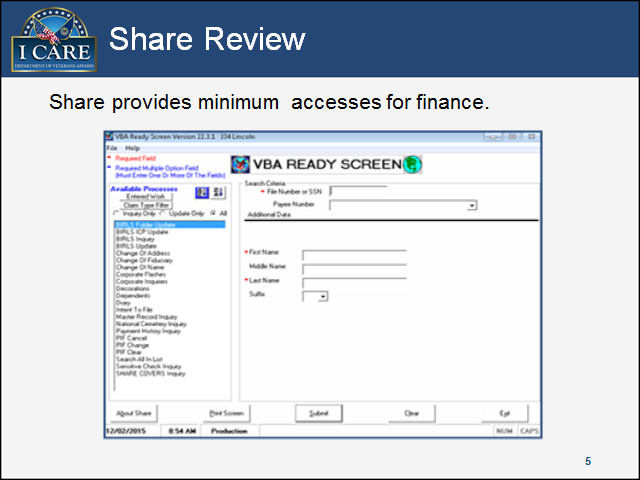 I CARE
DEPARTMENT OF VETERANS AFFAIRS
Share Review
Share provides minimum  accesses for finance.
VBA Ready Screen Version 22.3.1  334 Lincoln
File  Help
* Required Field
* Required Multiple Option Field
(Must Enter One Or More Of The Fields)
VBA READY SCREEN
Available Processes
Entered Work
Claim Type Filter
Inquiry Only  Update Only  All
BIRLS Folder Update
BIRLS ICP Update
BIRLS Inquiry
BIRLS Update
Change Of Address
Change Of Fiduciary
Change Of Name
Corporate Flashes
Corporate Inquiries
Decorations
Dependents
Diary
Intent To File
Master Record Inquiry
National Cemetery Inquiry
Payment History Inquiry
PIF Cancel
PIF Change
PIF Clear
Search All In List
Sensitive Check Inquiry
SHARE COVERS Inquiry
Search Criteria
* File Number or SSN
Payee Number
Additional Data
* First Name
Middle Name
* Last Name
Suffix
About Share  Print Screen  Submit  Clear  Exit
12/02/2015  8:54 AM  Production  NUM  CAPS
5